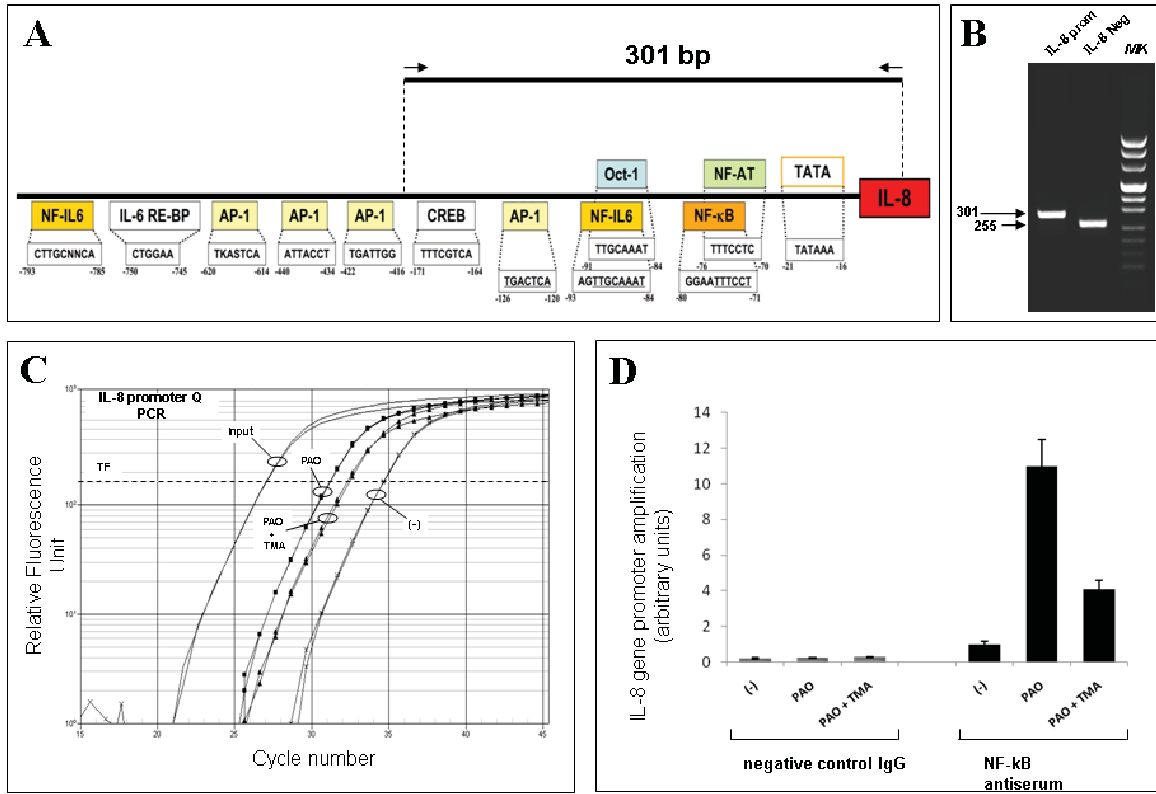 A
301 bp
Oct-1 NF-AT TATA
IL-8
NF-IL6 IL-6 RE-BP AP-1 AP-1 AP-1 CREB AP-1 NF-IL6 NF-κB
CTTGCNNCA CTGGAA TKASTCA ATTACCT TGATTGG TTTCGTCA TTGCAAAT TTTCCTC TATAAA
-793 -785 -750 -745 -620 -614 -440 -434 -422 -416 -171 -164 -91 -84 -76 -70 -21 -16
TGACTCA AGTTGCAAAT GGAATTTCCT
-126 -120 -93 -84 -80 -71
B
IL-8 prom IL-8 Neg MK
301
255
C
IL-8 promoter Q
PCR
Input
PAO
TF
PAO
+
TMA
(-)
Relative Fluorescence
Unit
15 20 25 30 35 40 45
Cycle number
D
IL-8 gene promoter amplification
(arbitrary units)
14
12
10
8
6
4
2
0
(-) PAO PAO + TMA (-) PAO PAO + TMA
negative control IgG NF-kB
antiserum